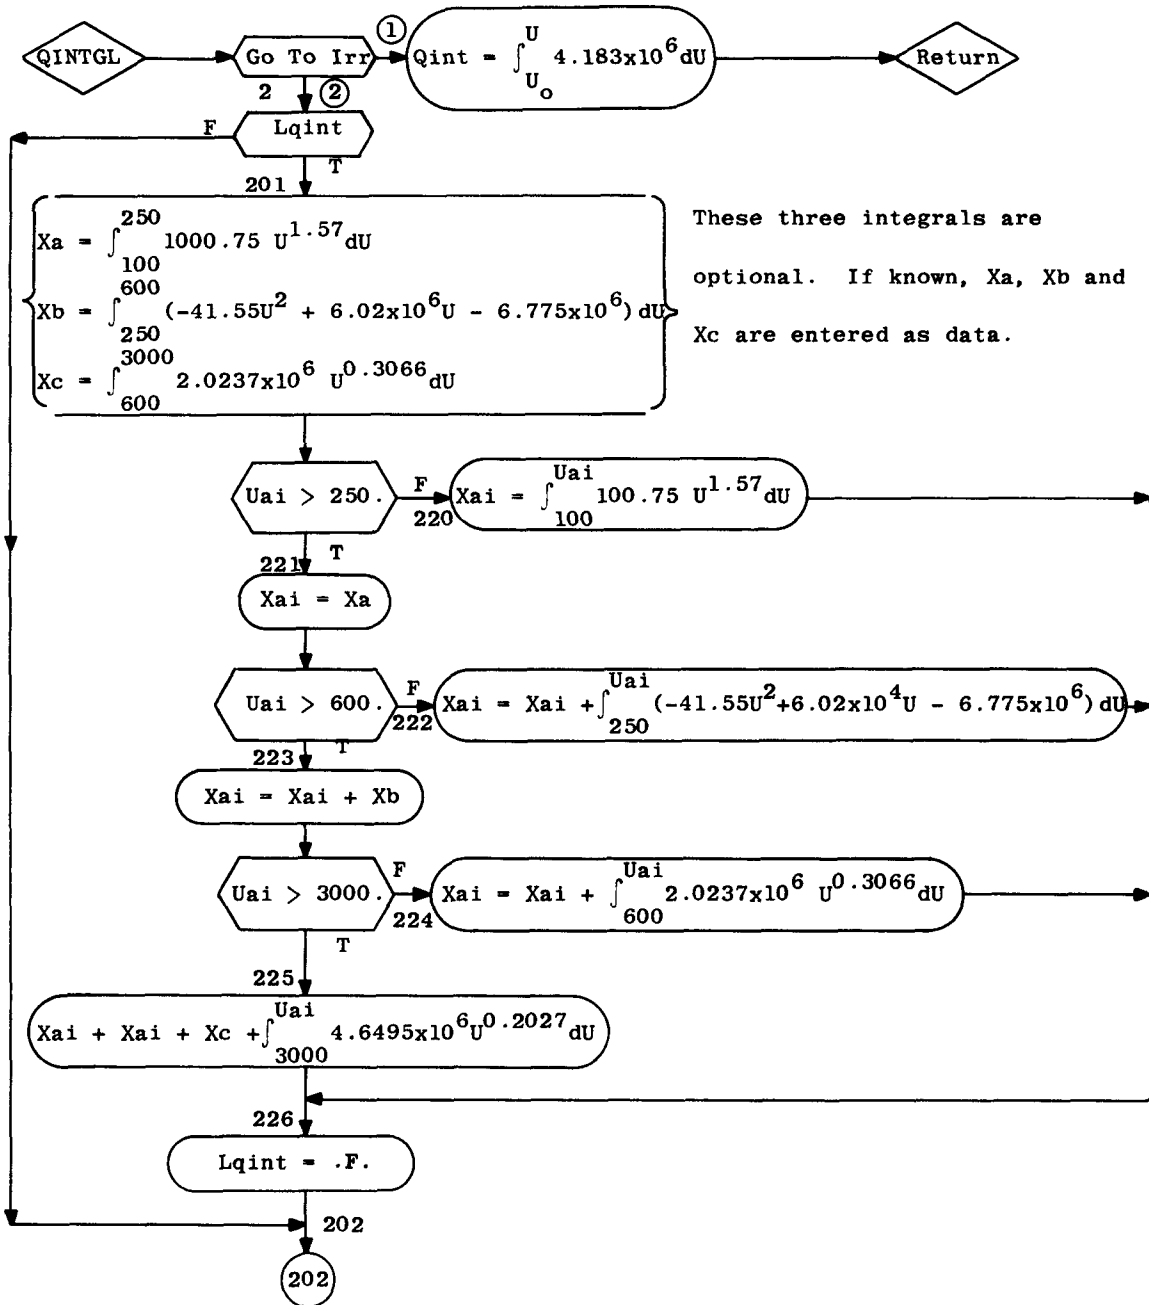 QINTGL
Go To Irr
①
Qint = ∫_{U_o}^{U} 4.183x10^6 dU
Return
2
②
Lqint
F
T
201
Xa = ∫_{100}^{250} 1000.75 U^{1.57} dU
Xb = ∫_{250}^{600} (-41.55U^2 + 6.02x10^6U - 6.775x10^6) dU
Xc = ∫_{600}^{3000} 2.0237x10^6 U^{0.3066} dU
These three integrals are
optional. If known, Xa, Xb and
Xc are entered as data.
Uai > 250.
F
220
Xai = ∫_{100}^{Uai} 100.75 U^{1.57} dU
T
221
Xai = Xa
Uai > 600.
F
222
Xai = Xai + ∫_{250}^{Uai} (-41.55U^2+6.02x10^4U - 6.775x10^6) dU
T
223
Xai = Xai + Xb
Uai > 3000.
F
224
Xai = Xai + ∫_{600}^{Uai} 2.0237x10^6 U^{0.3066} dU
T
225
Xai + Xai + Xc + ∫_{3000}^{Uai} 4.6495x10^6 U^{0.2027} dU
226
Lqint = .F.
202
202